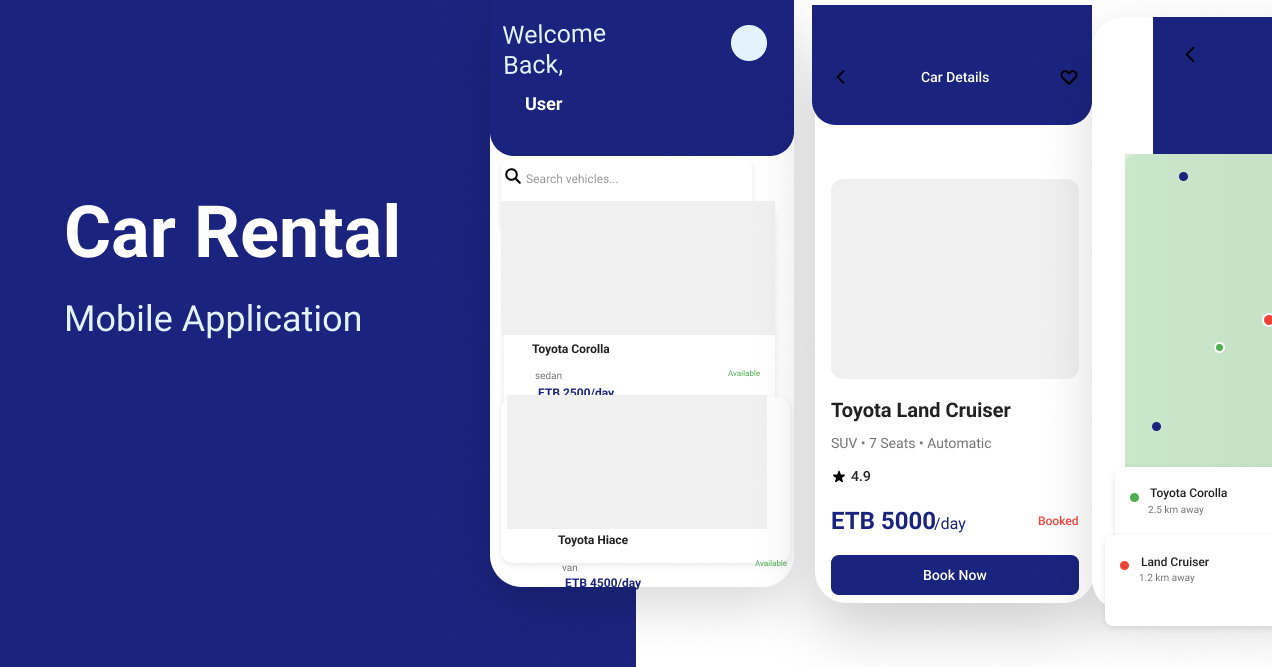 Car Rental
Mobile Application
Welcome
Back,
User
Search vehicles...
Toyota Corolla
sedan
Available
ETB 2500/day
Toyota Hiace
van
Available
ETB 4500/day
Car Details
Toyota Land Cruiser
SUV • 7 Seats • Automatic
4.9
ETB 5000/day
Booked
Book Now
Toyota Corolla
2.5 km away
Land Cruiser
1.2 km away